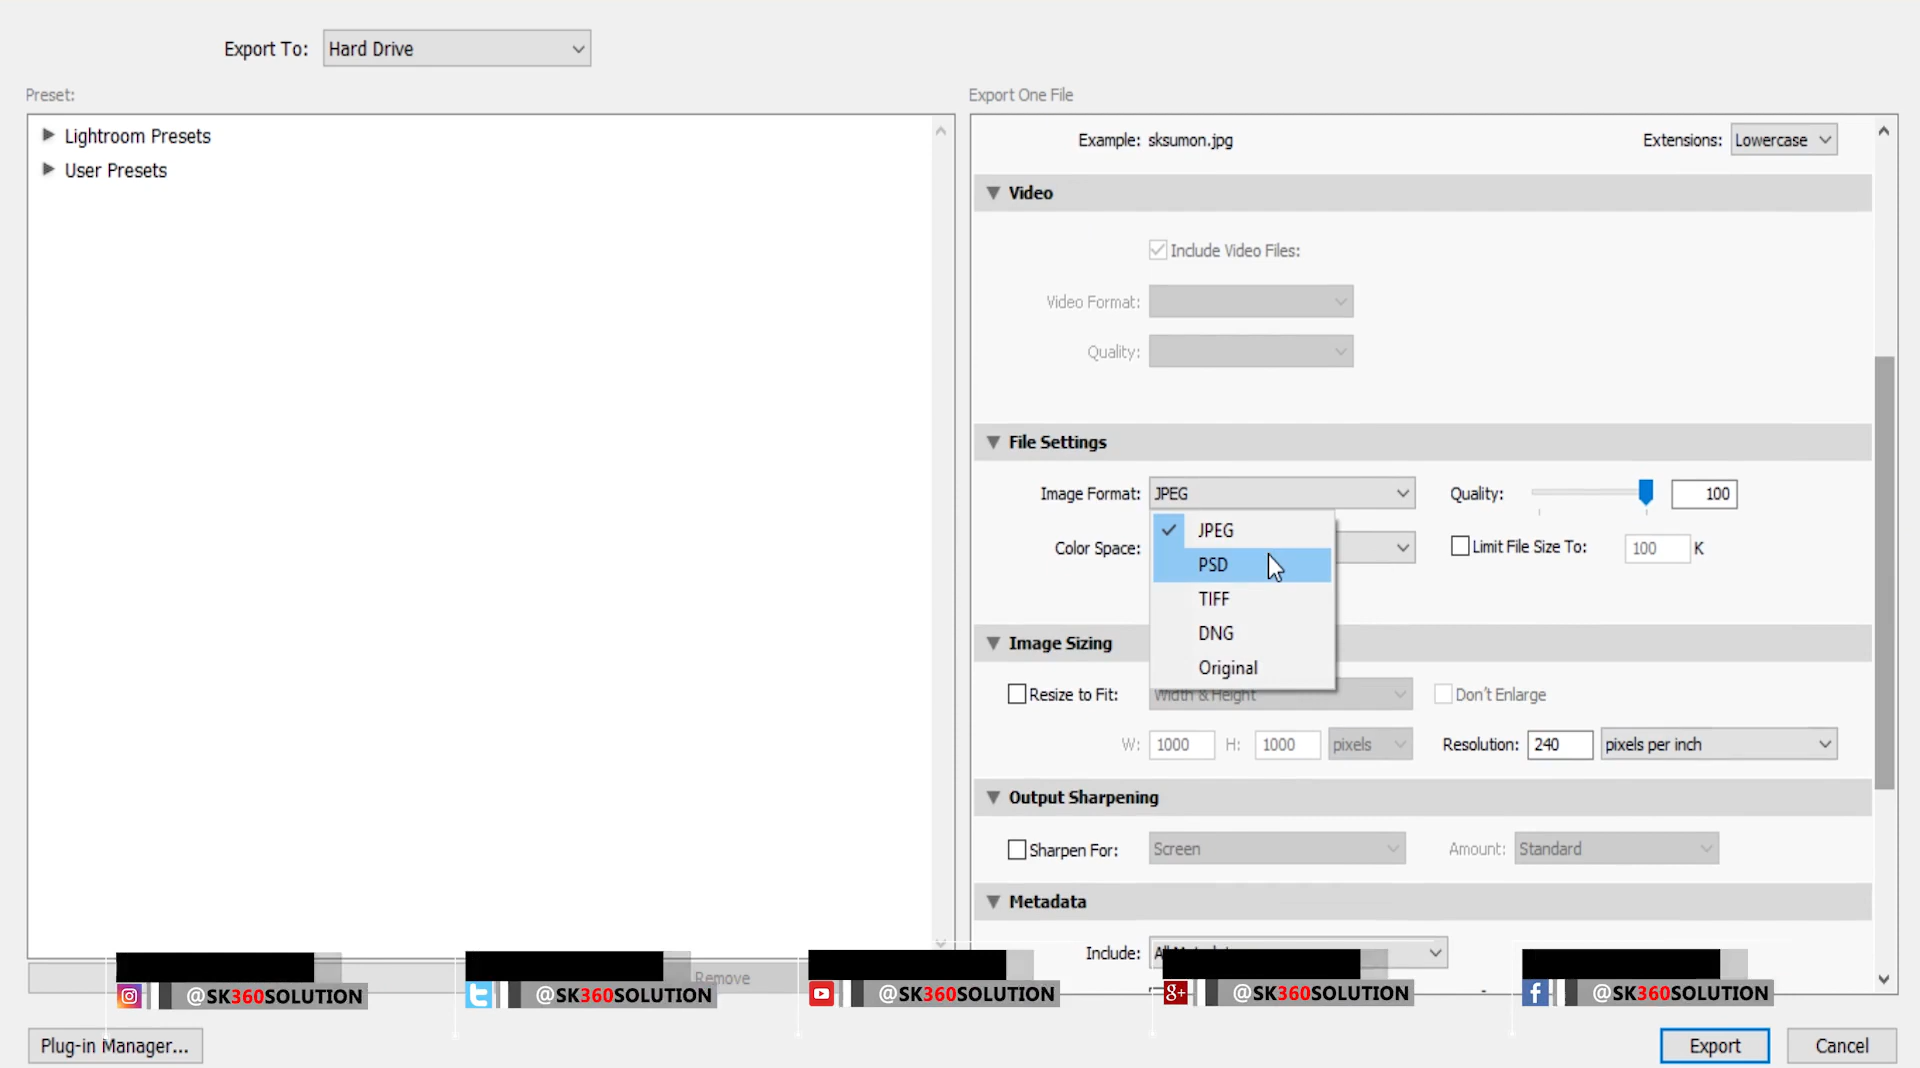 Export To: Hard Drive
Preset:
Export One File
Lightroom Presets
User Presets
Example: sksumon.jpg
Extensions: Lowercase
Video
Include Video Files:
Video Format:
Quality:
File Settings
Image Format: JPEG
Quality: 100
JPEG
PSD
TIFF
DNG
Original
Color Space:
Limit File Size To: 100 K
Image Sizing
Resize to Fit: Width & Height
Don't Enlarge
W: 1000 H: 1000 pixels
Resolution: 240 pixels per inch
Output Sharpening
Sharpen For: Screen
Amount: Standard
Metadata
Include:
Remove
@SK360SOLUTION
@SK360SOLUTION
@SK360SOLUTION
g+ @SK360SOLUTION
f @SK360SOLUTION
Plug-in Manager...
Export
Cancel